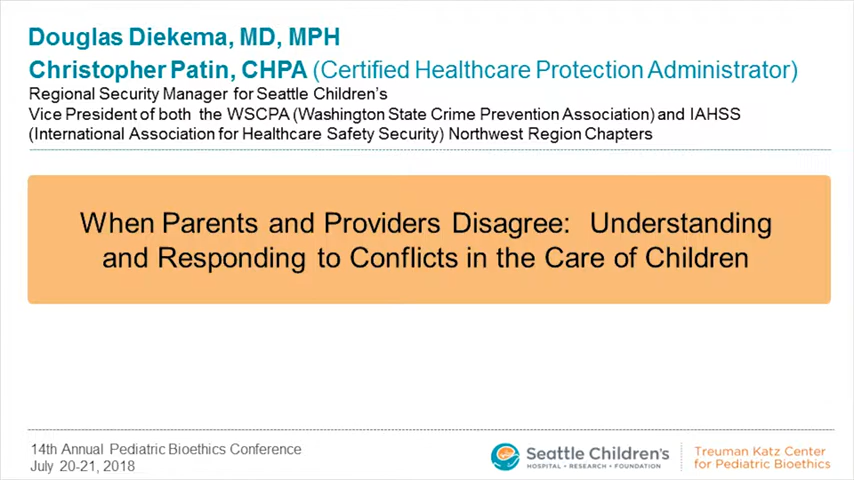 Douglas Diekema, MD, MPH
Christopher Patin, CHPA (Certified Healthcare Protection Administrator)
Regional Security Manager for Seattle Children's
Vice President of both the WSCPA (Washington State Crime Prevention Association) and IAHSS
(International Association for Healthcare Safety Security) Northwest Region Chapters
When Parents and Providers Disagree: Understanding
and Responding to Conflicts in the Care of Children
14th Annual Pediatric Bioethics Conference
July 20-21, 2018
Seattle Children's
HOSPITAL • RESEARCH • FOUNDATION
Treuman Katz Center
for Pediatric Bioethics